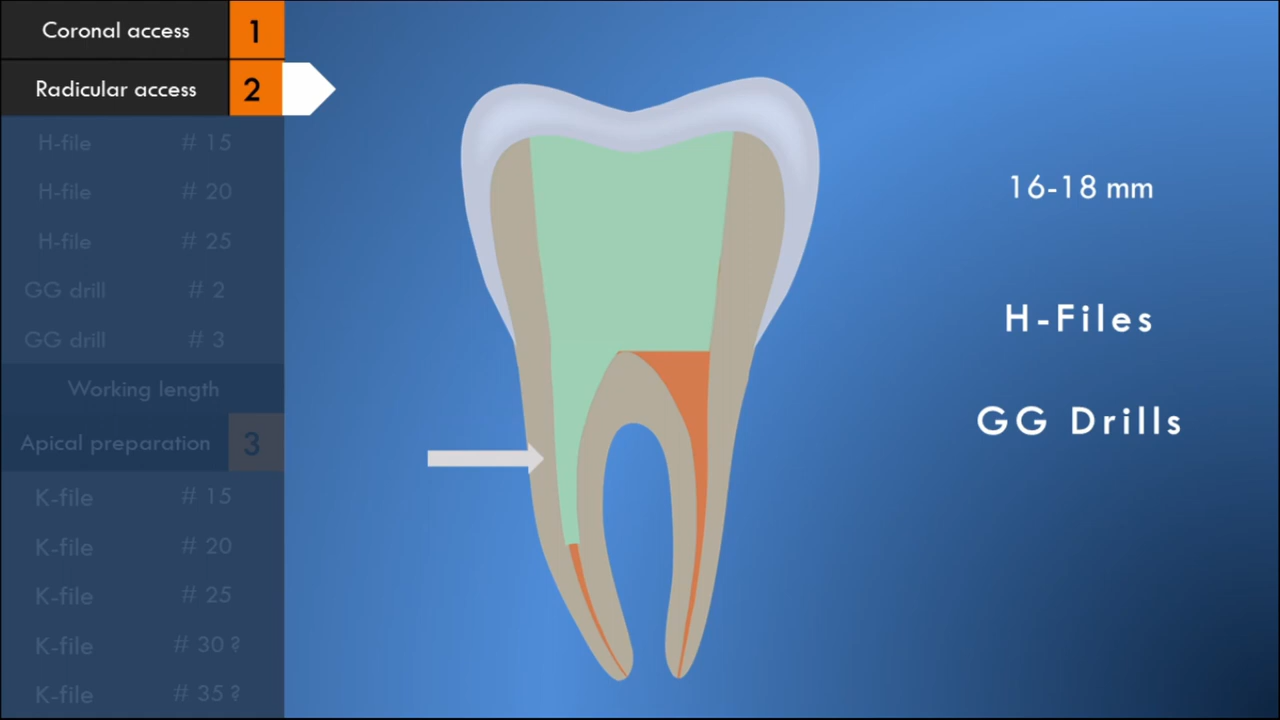 Coronal access 1
Radicular access 2
H-file # 15
H-file # 20
H-file # 25
GG drill # 2
GG drill # 3
Working length
Apical preparation 3
K-file # 15
K-file # 20
K-file # 25
K-file # 30 ?
K-file # 35 ?
16-18 mm
H-Files
GG Drills